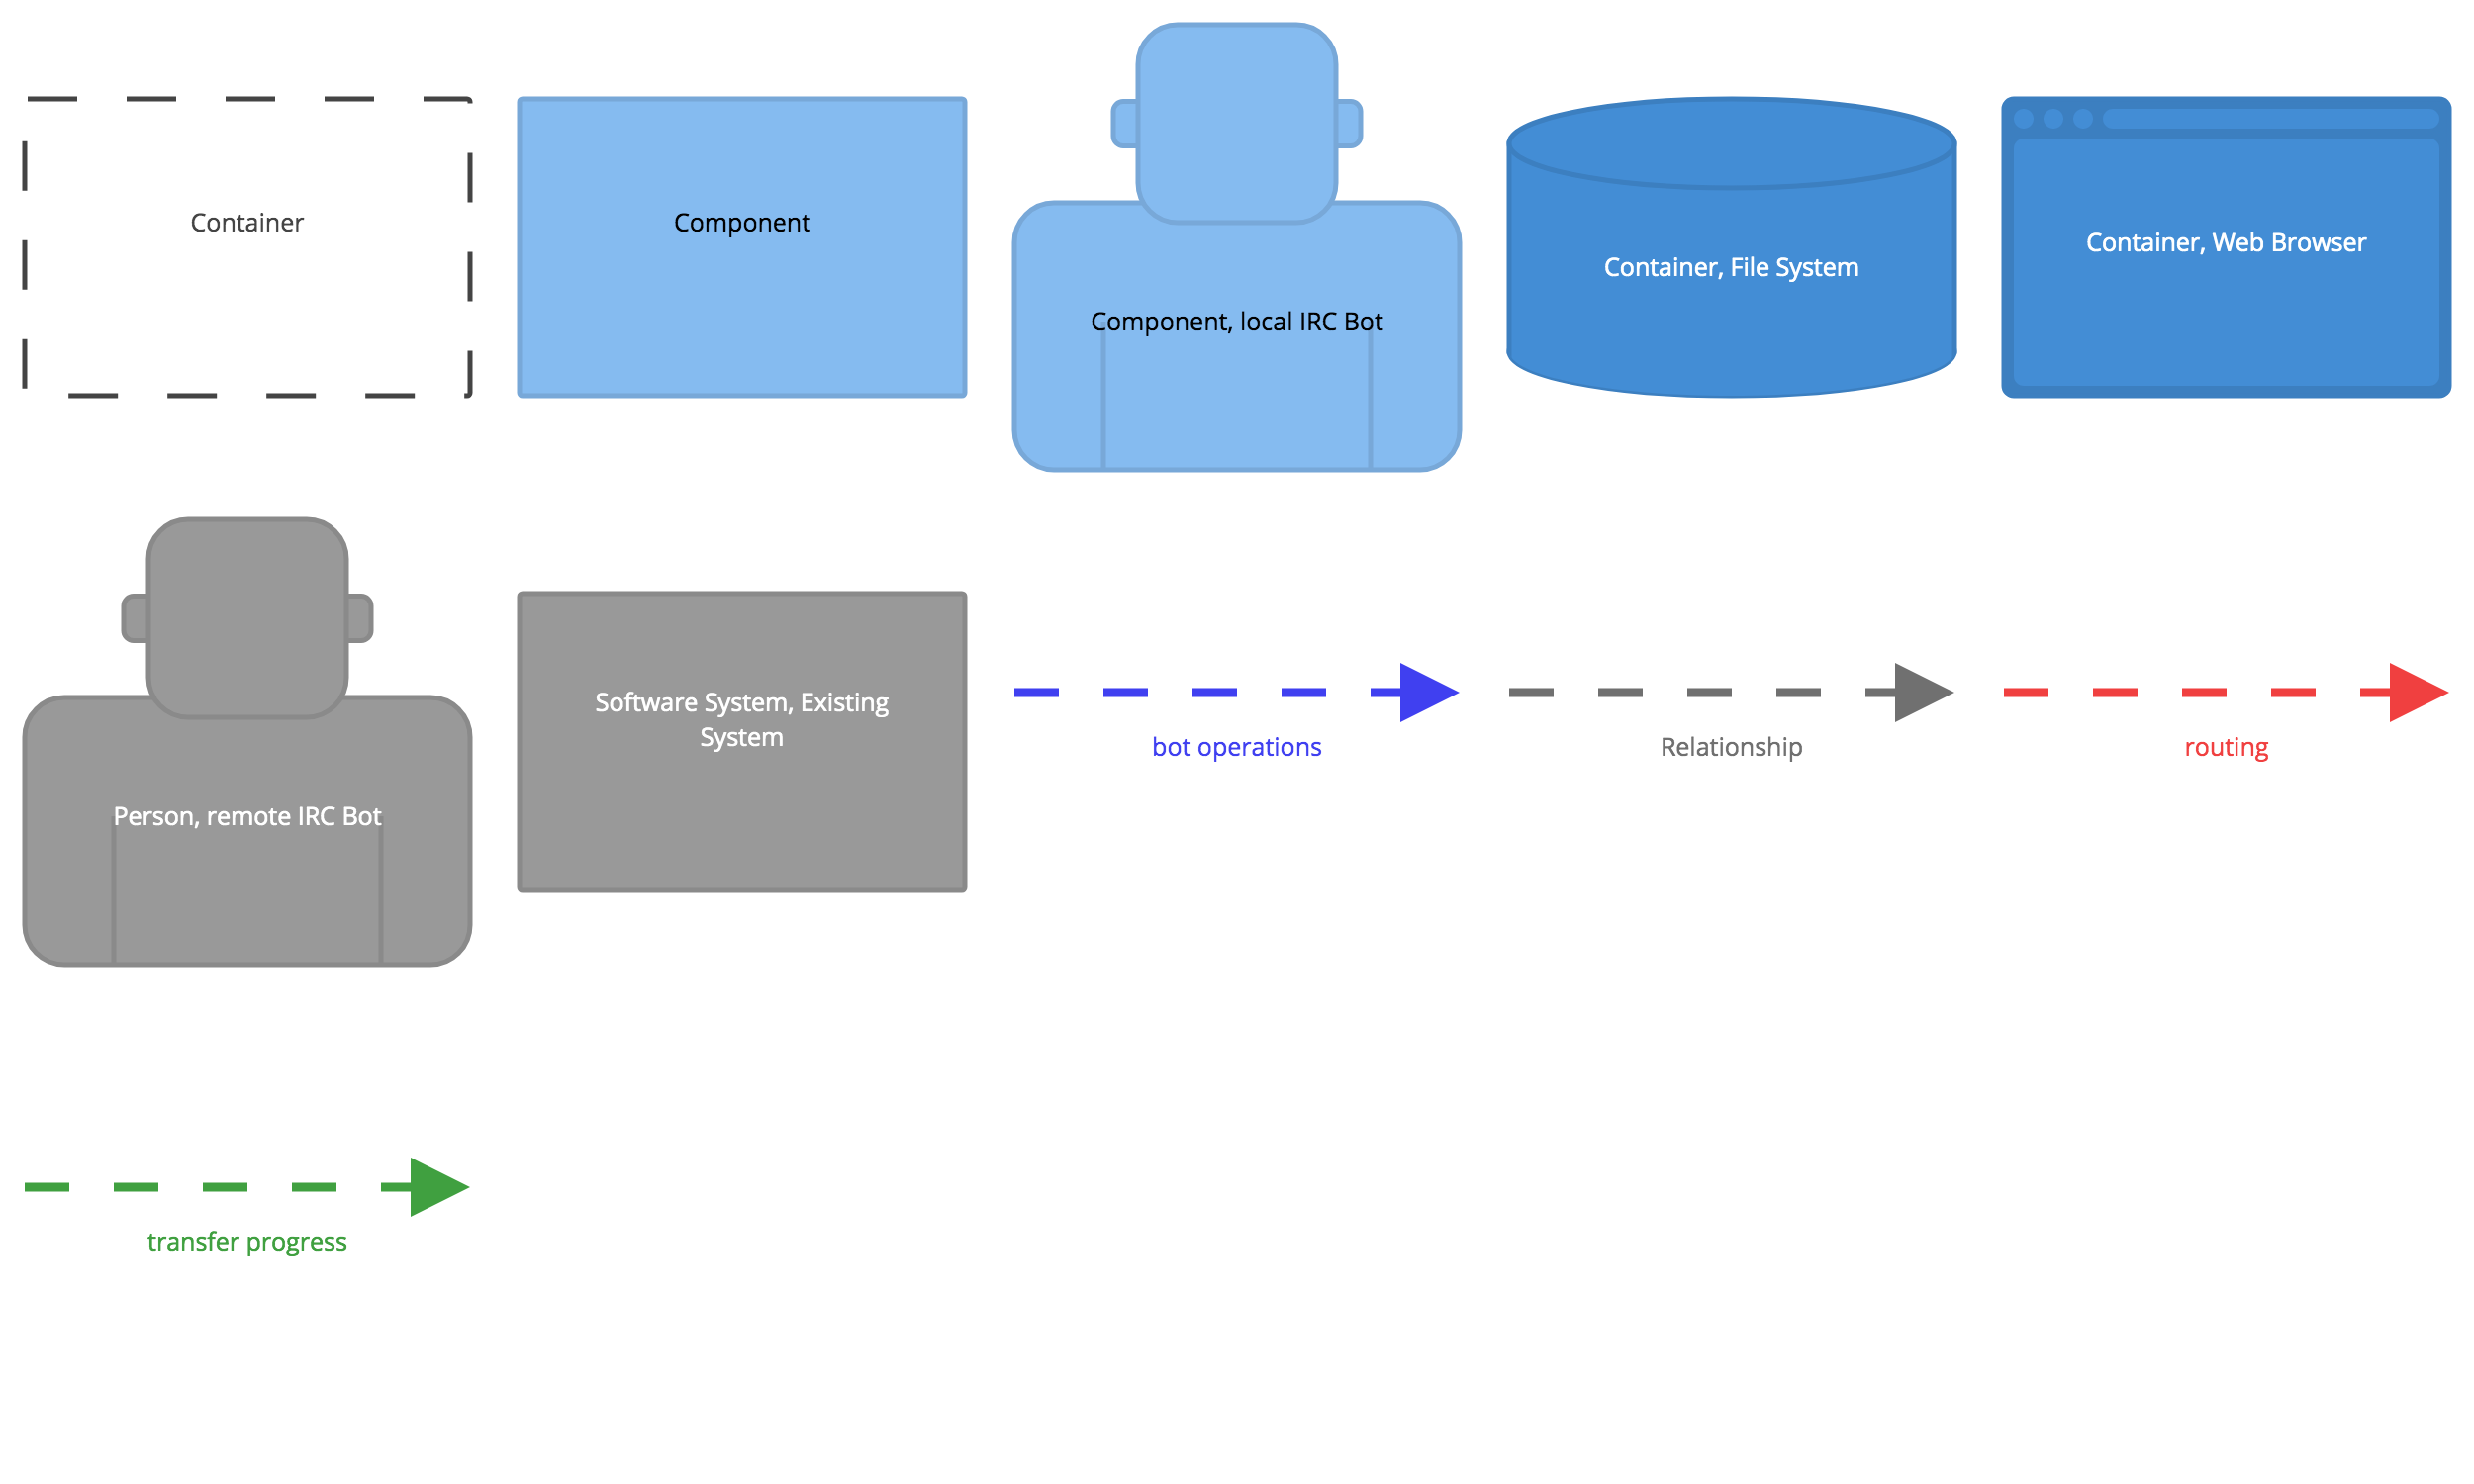 Container
Component
Component, local IRC Bot
Container, File System
Container, Web Browser
Person, remote IRC Bot
Software System, Existing
System
bot operations
Relationship
routing
transfer progress